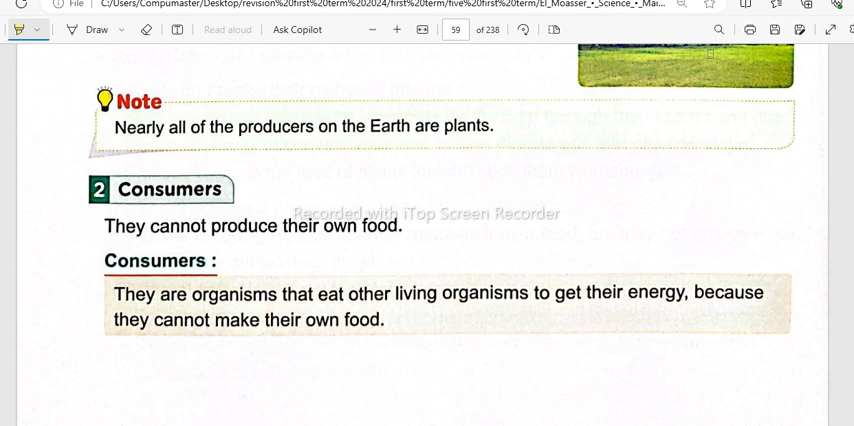 File
C:/Users/Compumaster/Desktop/revision%20first%20term%202024/first%20term/five%20first%20term/El_Moasser_•_Science_•_Mai...
Draw
Read aloud
Ask Copilot
59 of 238
Note
Nearly all of the producers on the Earth are plants.
2 Consumers
Recorded with iTop Screen Recorder
They cannot produce their own food.
Consumers :
They are organisms that eat other living organisms to get their energy, because
they cannot make their own food.